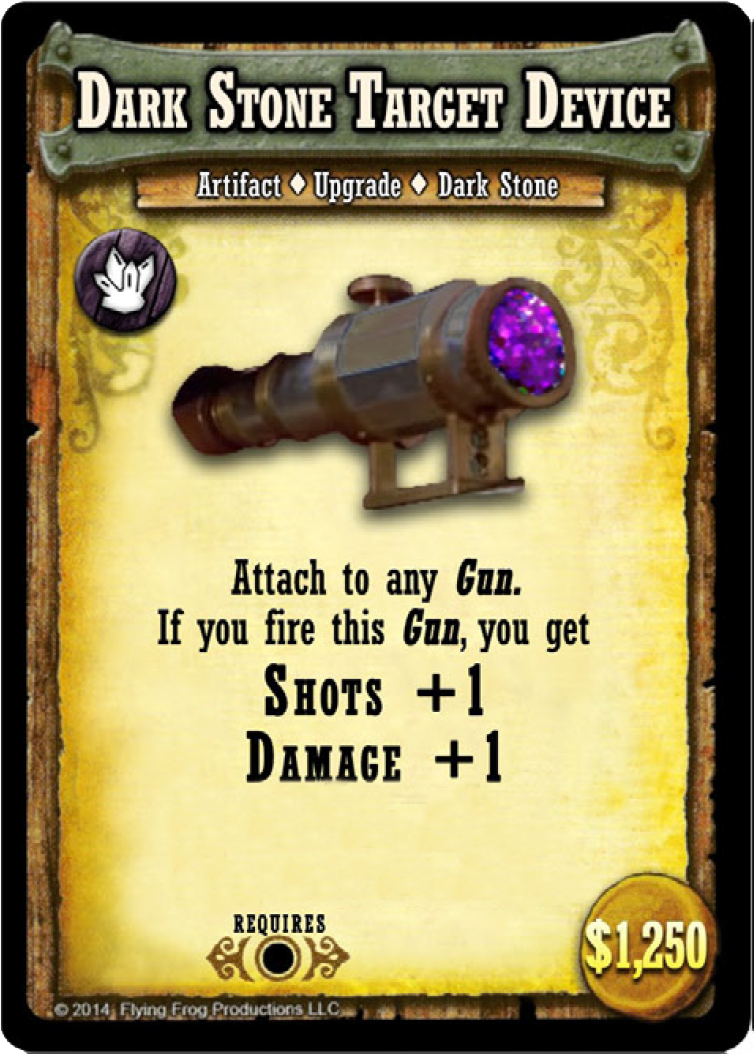 Dark Stone Target Device
Artifact ♦ Upgrade ♦ Dark Stone
Attach to any Gun.
If you fire this Gun, you get
Shots +1
Damage +1
REQUIRES
$1,250
© 2014 Flying Frog Productions LLC